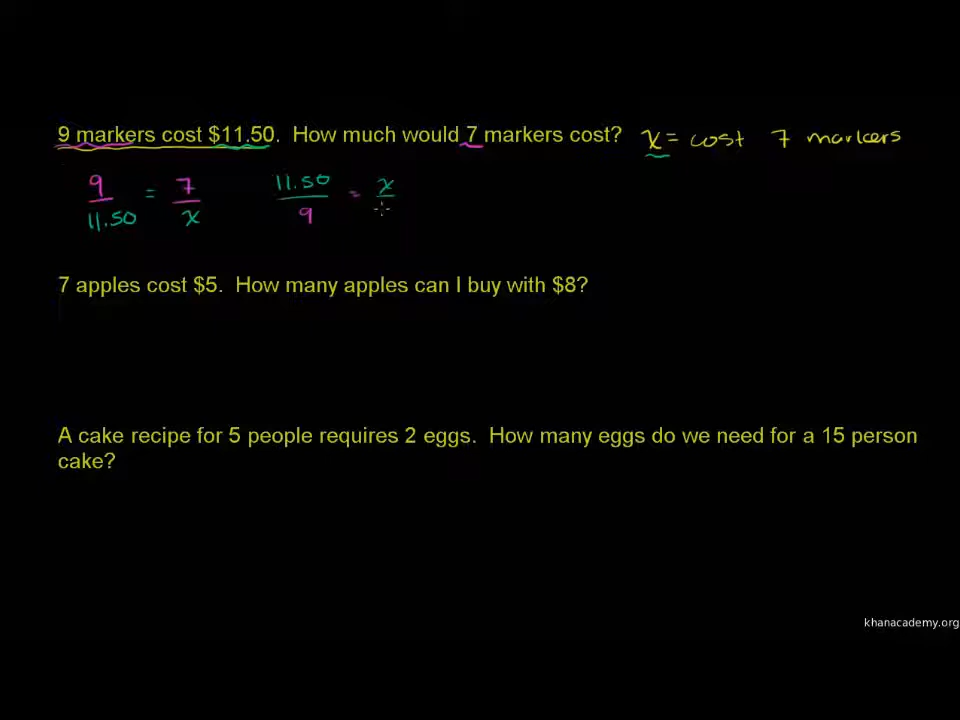 9 markers cost $11.50. How much would 7 markers cost? x = cost 7 markers
9/11.50 = 7/x 11.50/9 = x/
7 apples cost $5. How many apples can I buy with $8?
A cake recipe for 5 people requires 2 eggs. How many eggs do we need for a 15 person
cake?
khanacademy.org